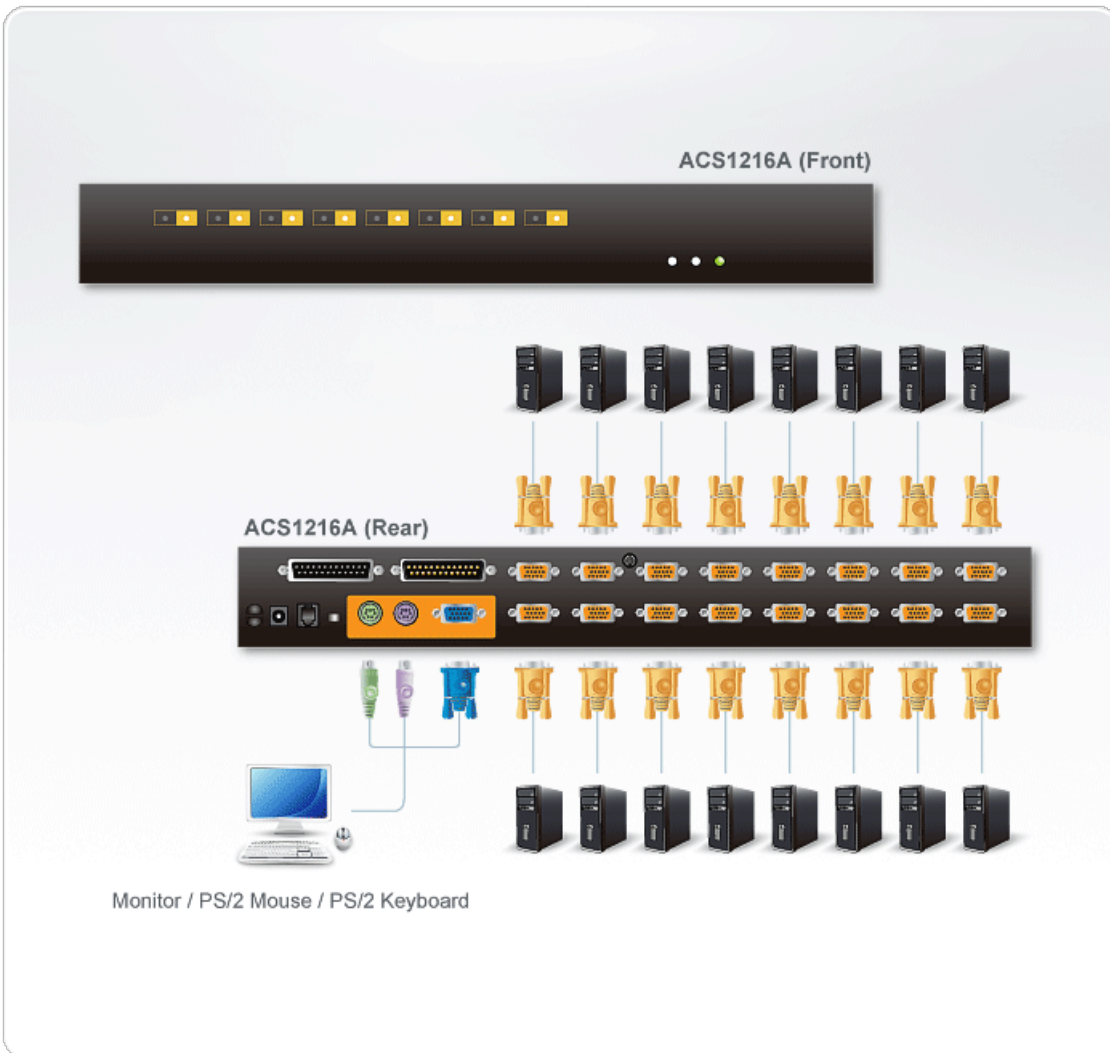 ACS1216A (Front)
ACS1216A (Rear)
Monitor / PS/2 Mouse / PS/2 Keyboard